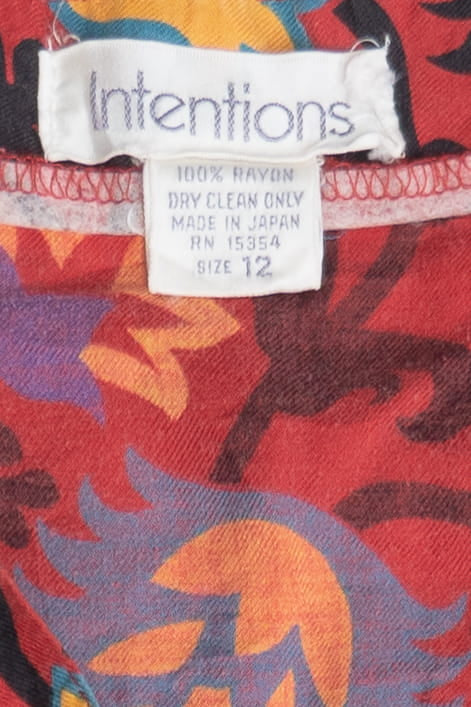 Intentions
100% RAYON
DRY CLEAN ONLY
MADE IN JAPAN
RN 15354
SIZE 12